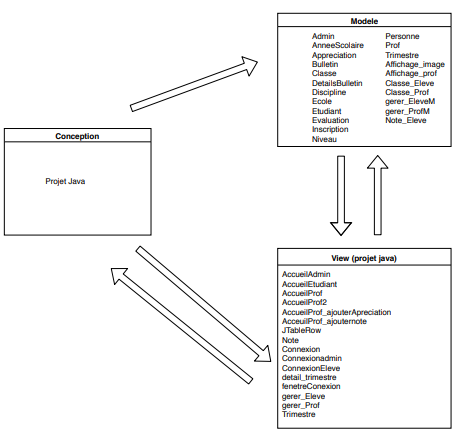 Modele
Admin
AnneeScolaire
Appreciation
Bulletin
Classe
DetailsBulletin
Discipline
Ecole
Etudiant
Evaluation
Inscription
Niveau
Personne
Prof
Trimestre
Affichage_image
Affichage_prof
Classe_Eleve
Classe_Prof
gerer_EleveM
gerer_ProfM
Note_Eleve
Conception
Projet Java
View (projet java)
AccueilAdmin
AccueilEtudiant
AccueilProf
AccueilProf2
AccueilProf_ajouterApreciation
AcceuilProf_ajouternote
JTableRow
Note
Connexion
Connexionadmin
ConnexionEleve
detail_trimestre
fenetreConexion
gerer_Eleve
gerer_Prof
Trimestre